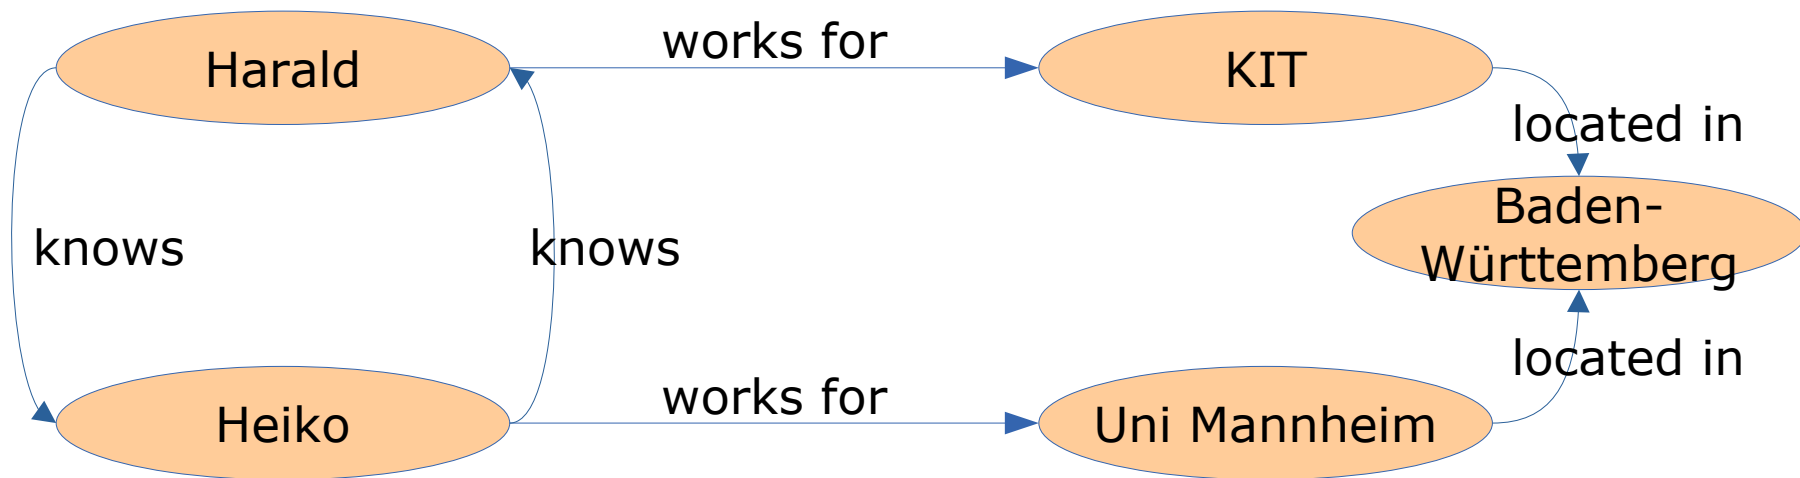 Harald
works for
KIT
located in
Baden-
Württemberg
knows
knows
located in
Heiko
works for
Uni Mannheim